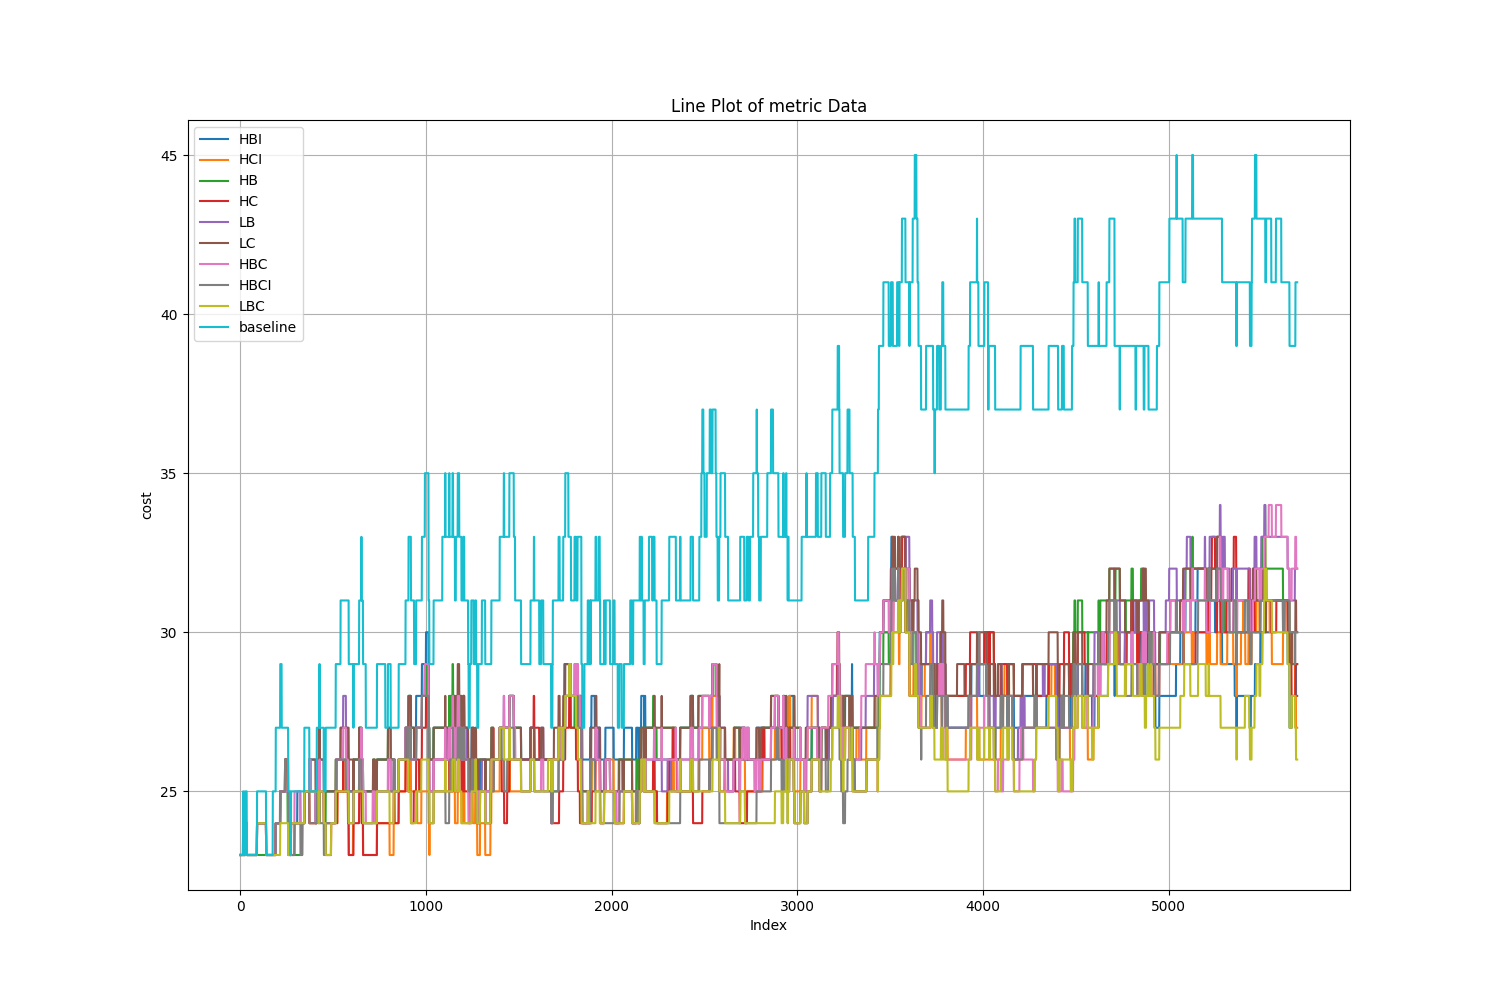 Line Plot of metric Data
45
40
35
30
25
cost
HBI
HCI
HB
HC
LB
LC
HBC
HBCI
LBC
baseline
0 1000 2000 3000 4000 5000
Index